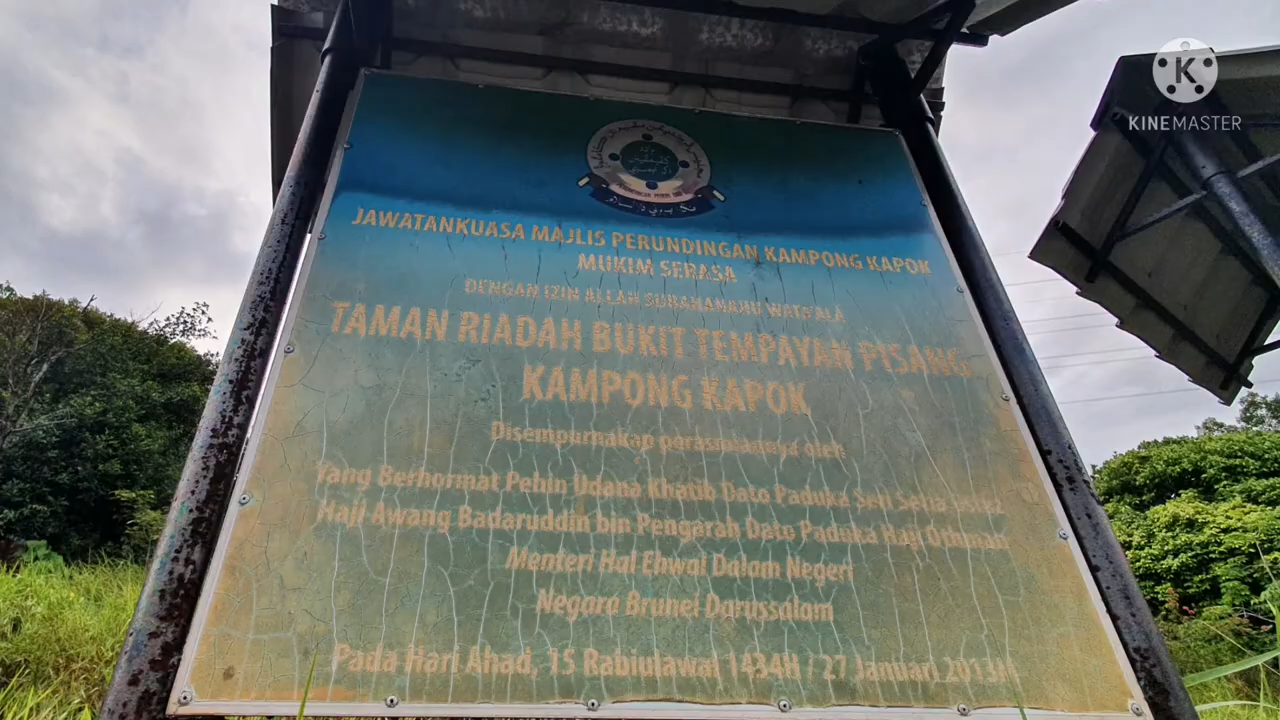 KINEMASTER
JAWATANKUASA MAJLIS PERUNDINGAN KAMPONG KAPOK
MUKIM SERASA
DENGAN IZIN ALLAH SUBAHANAHU WATA'ALA
TAMAN RIADAH BUKIT TEMPAYAN PISANG
KAMPONG KAPOK
Disempurnakan perasmiannya oleh:
Yang Berhormat Pehin Udana Khatib Dato Paduka Seri Setia Ustaz
Haji Awang Badaruddin bin Pengarah Dato Paduka Haji Othman
Menteri Hal Ehwal Dalam Negeri
Negara Brunei Darussalam
Pada Hari Ahad, 15 Rabiulawal 1434H / 27 Januari 2013M